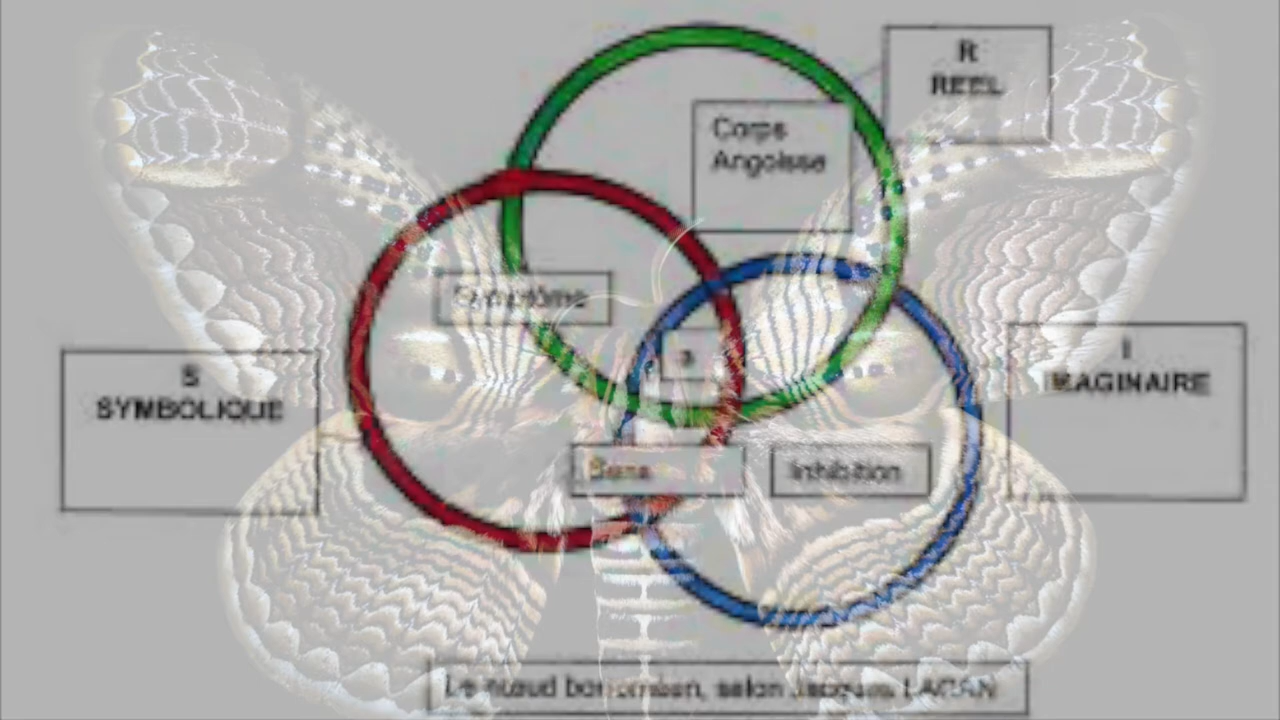 R
REEL
Corps
Angoisse
Symptôme
S
SYMBOLIQUE
a
I
IMAGINAIRE
Sens
Inhibition
Le nœud borroméen, selon Jacques LACAN